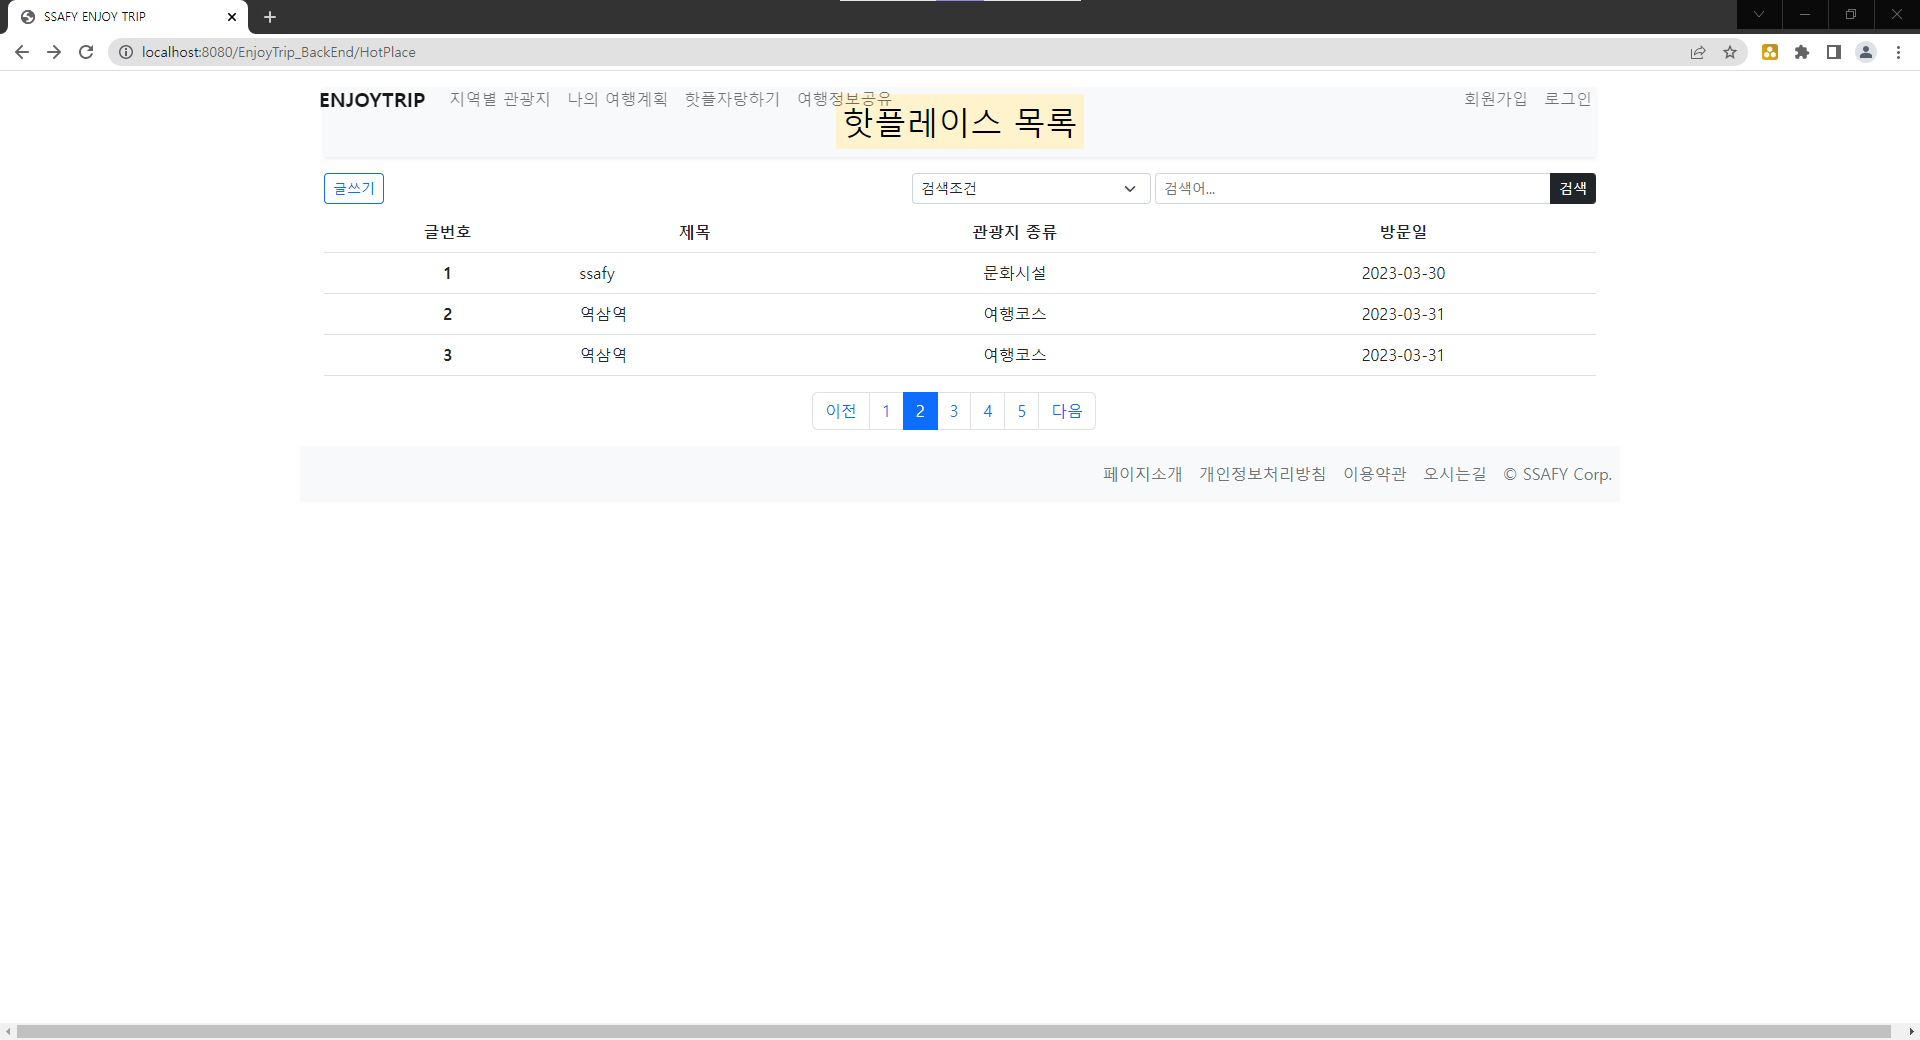 SSAFY ENJOY TRIP
localhost:8080/EnjoyTrip_BackEnd/HotPlace
ENJOYTRIP 지역별 관광지 나의 여행계획 핫플자랑하기 여행정보공유 회원가입 로그인
핫플레이스 목록
글쓰기 검색조건 검색어... 검색
글번호 제목 관광지 종류 방문일
1 ssafy 문화시설 2023-03-30
2 역삼역 여행코스 2023-03-31
3 역삼역 여행코스 2023-03-31
이전 1 2 3 4 5 다음
페이지소개 개인정보처리방침 이용약관 오시는길 © SSAFY Corp.